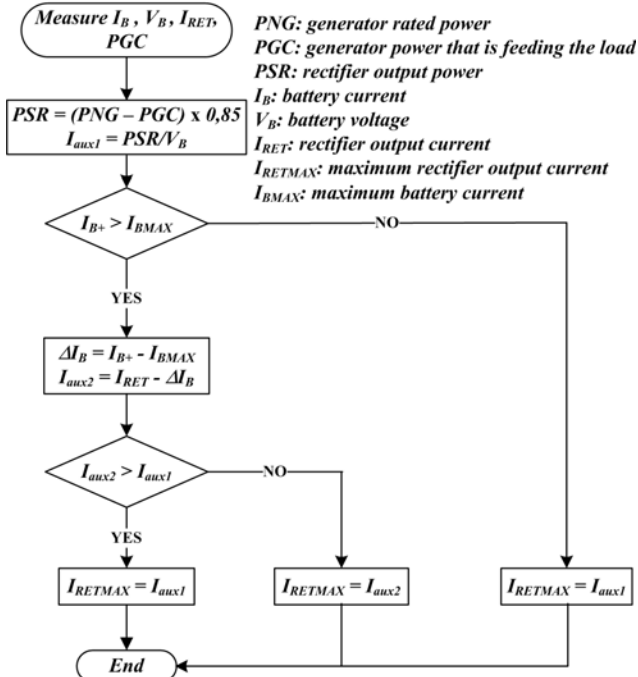 Measure I_B , V_B , I_RET,
PGC
PNG: generator rated power
PGC: generator power that is feeding the load
PSR: rectifier output power
I_B: battery current
V_B: battery voltage
I_RET: rectifier output current
I_RETMAX: maximum rectifier output current
I_BMAX: maximum battery current
PSR = (PNG – PGC) x 0,85
I_aux1 = PSR/V_B
I_B+ > I_BMAX
NO
YES
ΔI_B = I_B+ - I_BMAX
I_aux2 = I_RET - ΔI_B
I_aux2 > I_aux1
NO
YES
I_RETMAX = I_aux1
I_RETMAX = I_aux2
I_RETMAX = I_aux1
End